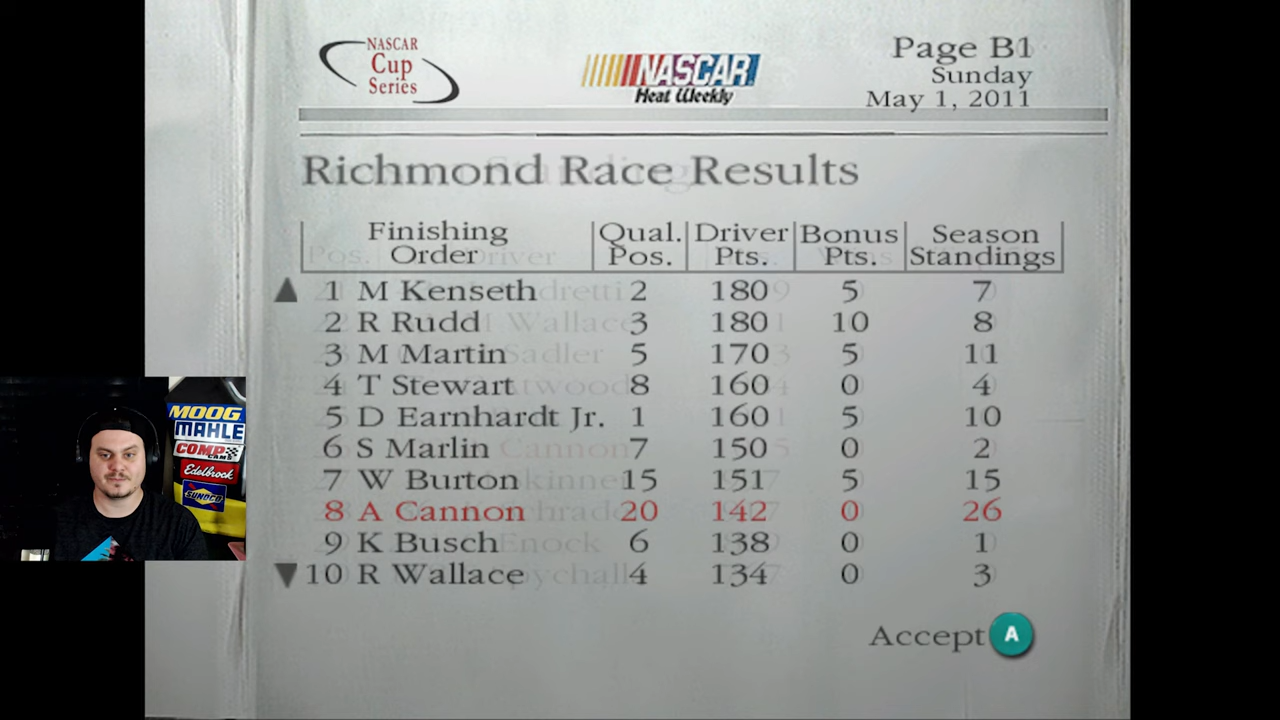 NASCAR
Cup
Series
NASCAR
Heat Weekly
Page B1
Sunday
May 1, 2011
Richmond Race Results
Finishing Order Qual. Pos. Driver Pts. Bonus Pts. Season Standings
1 M Kenseth 2 180 5 7
2 R Rudd 3 180 10 8
3 M Martin 5 170 5 11
4 T Stewart 8 160 0 4
5 D Earnhardt Jr. 1 160 5 10
6 S Marlin 7 150 0 2
7 W Burton 15 151 5 15
8 A Cannon 20 142 0 26
9 K Busch 6 138 0 1
10 R Wallace 4 134 0 3
Accept A
MOOG
MAHLE
COMP
CAMS
Edelbrock
SUNOCO